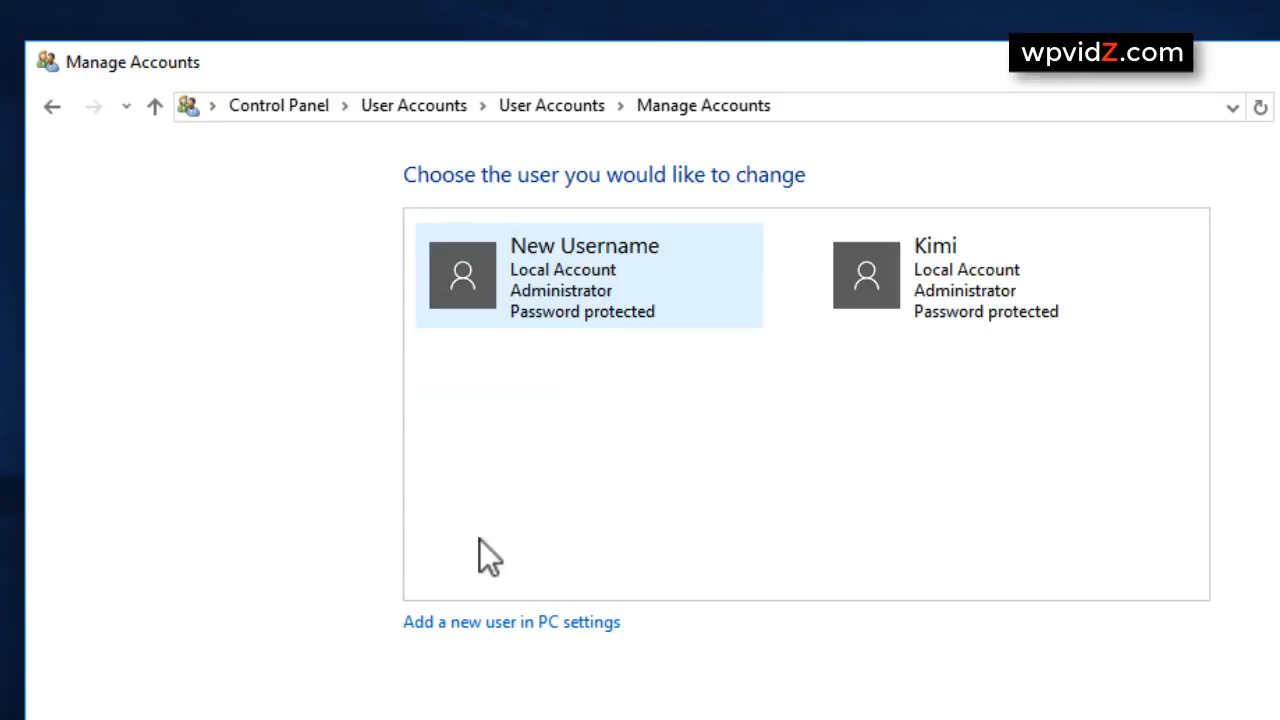 wpvidZ.com
Manage Accounts
Control Panel > User Accounts > User Accounts > Manage Accounts
Choose the user you would like to change
New Username
Local Account
Administrator
Password protected
Kimi
Local Account
Administrator
Password protected
Add a new user in PC settings